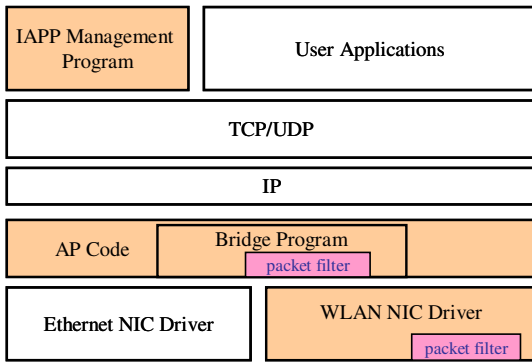 IAPP Management
Program
User Applications
TCP/UDP
IP
AP Code
Bridge Program
packet filter
Ethernet NIC Driver
WLAN NIC Driver
packet filter